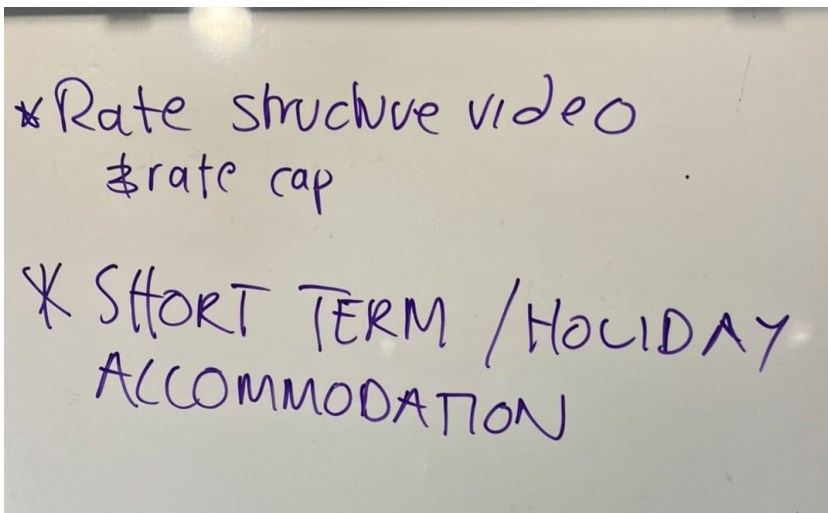 * Rate structure video
& rate cap
* SHORT TERM / HOLIDAY
ACCOMMODATION